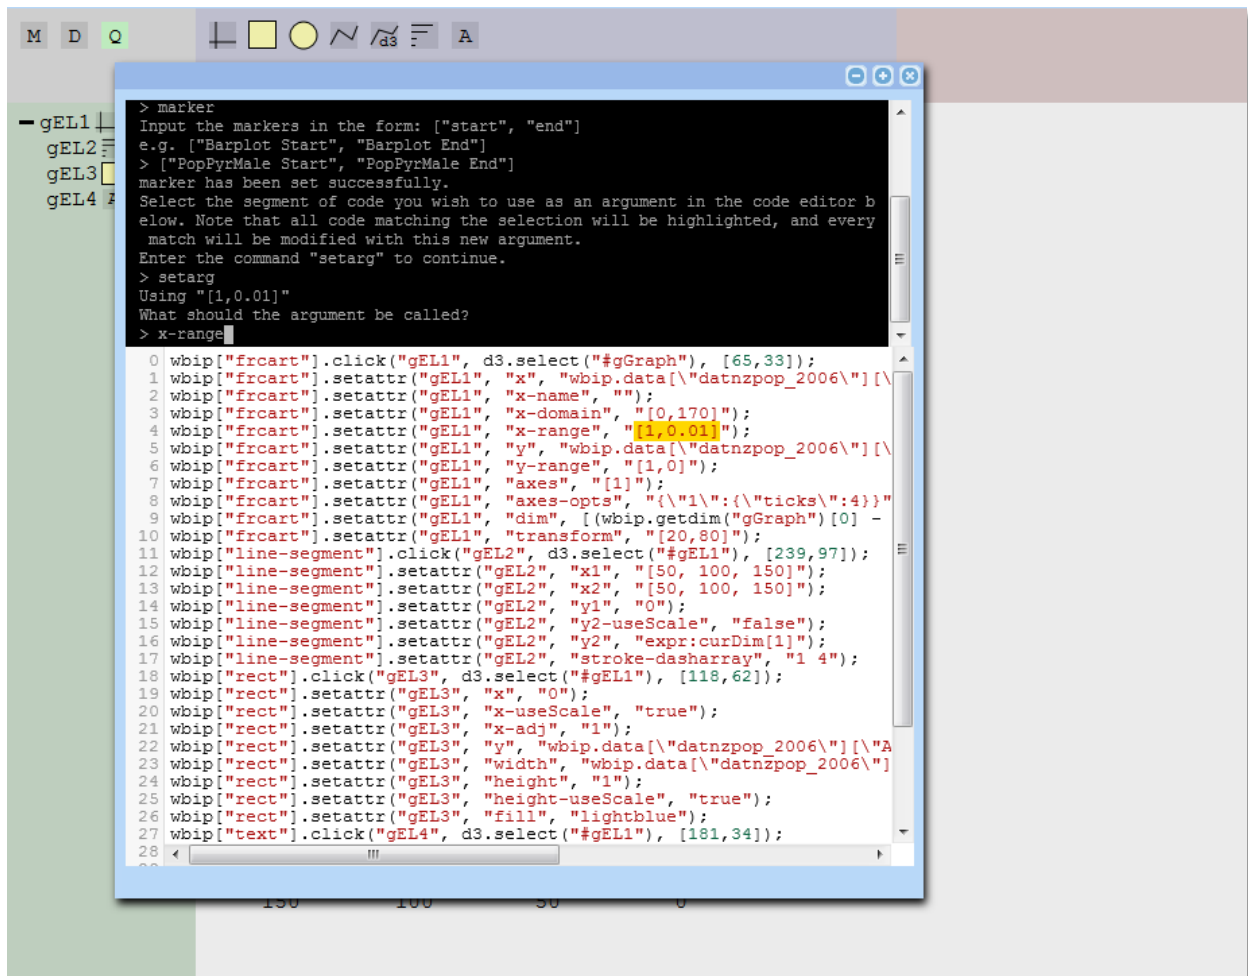 M D Q
d3 A
gEL1
gEL2
gEL3
gEL4 A
> marker
Input the markers in the form: ["start", "end"]
e.g. ["Barplot Start", "Barplot End"]
> ["PopPyrMale Start", "PopPyrMale End"]
marker has been set successfully.
Select the segment of code you wish to use as an argument in the code editor b
elow. Note that all code matching the selection will be highlighted, and every
match will be modified with this new argument.
Enter the command "setarg" to continue.
> setarg
Using "[1,0.01]"
What should the argument be called?
> x-range
0 wbip["frcart"].click("gEL1", d3.select("#gGraph"), [65,33]);
1 wbip["frcart"].setattr("gEL1", "x", "wbip.data[\"datnzpop_2006\"][\
2 wbip["frcart"].setattr("gEL1", "x-name", "");
3 wbip["frcart"].setattr("gEL1", "x-domain", "[0,170]");
4 wbip["frcart"].setattr("gEL1", "x-range", "[1,0.01]");
5 wbip["frcart"].setattr("gEL1", "y", "wbip.data[\"datnzpop_2006\"][\
6 wbip["frcart"].setattr("gEL1", "y-range", "[1,0]");
7 wbip["frcart"].setattr("gEL1", "axes", "[1]");
8 wbip["frcart"].setattr("gEL1", "axes-opts", "{\"1\":{\"ticks\":4}}"
9 wbip["frcart"].setattr("gEL1", "dim", [(wbip.getdim("gGraph")[0] -
10 wbip["frcart"].setattr("gEL1", "transform", "[20,80]");
11 wbip["line-segment"].click("gEL2", d3.select("#gEL1"), [239,97]);
12 wbip["line-segment"].setattr("gEL2", "x1", "[50, 100, 150]");
13 wbip["line-segment"].setattr("gEL2", "x2", "[50, 100, 150]");
14 wbip["line-segment"].setattr("gEL2", "y1", "0");
15 wbip["line-segment"].setattr("gEL2", "y2-useScale", "false");
16 wbip["line-segment"].setattr("gEL2", "y2", "expr:curDim[1]");
17 wbip["line-segment"].setattr("gEL2", "stroke-dasharray", "1 4");
18 wbip["rect"].click("gEL3", d3.select("#gEL1"), [118,62]);
19 wbip["rect"].setattr("gEL3", "x", "0");
20 wbip["rect"].setattr("gEL3", "x-useScale", "true");
21 wbip["rect"].setattr("gEL3", "x-adj", "1");
22 wbip["rect"].setattr("gEL3", "y", "wbip.data[\"datnzpop_2006\"][\"A
23 wbip["rect"].setattr("gEL3", "width", "wbip.data[\"datnzpop_2006\"]
24 wbip["rect"].setattr("gEL3", "height", "1");
25 wbip["rect"].setattr("gEL3", "height-useScale", "true");
26 wbip["rect"].setattr("gEL3", "fill", "lightblue");
27 wbip["text"].click("gEL4", d3.select("#gEL1"), [181,34]);
28
150 100 50 0